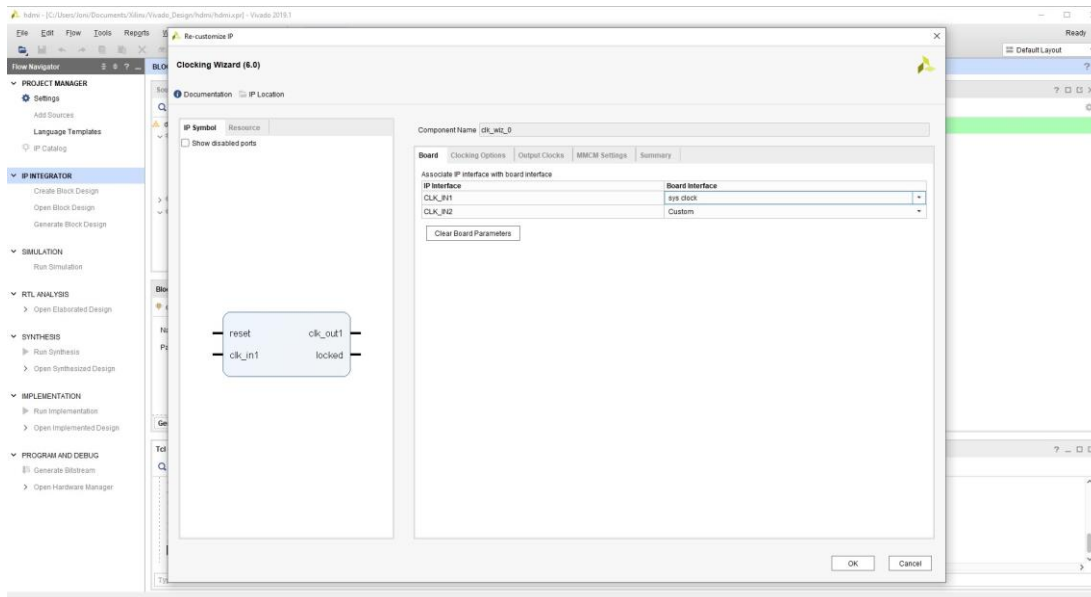 hdmi - [C:/Users/Joni/Documents/Xilinx/Vivado_Design/hdmi/hdmi.xpr] - Vivado 2019.1
File Edit Flow Tools Reports
Ready
Default Layout
Flow Navigator
PROJECT MANAGER
Settings
Add Sources
Language Templates
IP Catalog
IP INTEGRATOR
Create Block Design
Open Block Design
Generate Block Design
SIMULATION
Run Simulation
RTL ANALYSIS
Open Elaborated Design
SYNTHESIS
Run Synthesis
Open Synthesized Design
IMPLEMENTATION
Run Implementation
Open Implemented Design
PROGRAM AND DEBUG
Generate Bitstream
Open Hardware Manager
Re-customize IP
Clocking Wizard (6.0)
Documentation IP Location
IP Symbol Resource
Show disabled ports
reset clk_out1
clk_in1 locked
Component Name clk_wiz_0
Board Clocking Options Output Clocks MMCM Settings Summary
Associate IP interface with board interface
IP Interface Board Interface
CLK_IN1 sys clock
CLK_IN2 Custom
Clear Board Parameters
OK Cancel